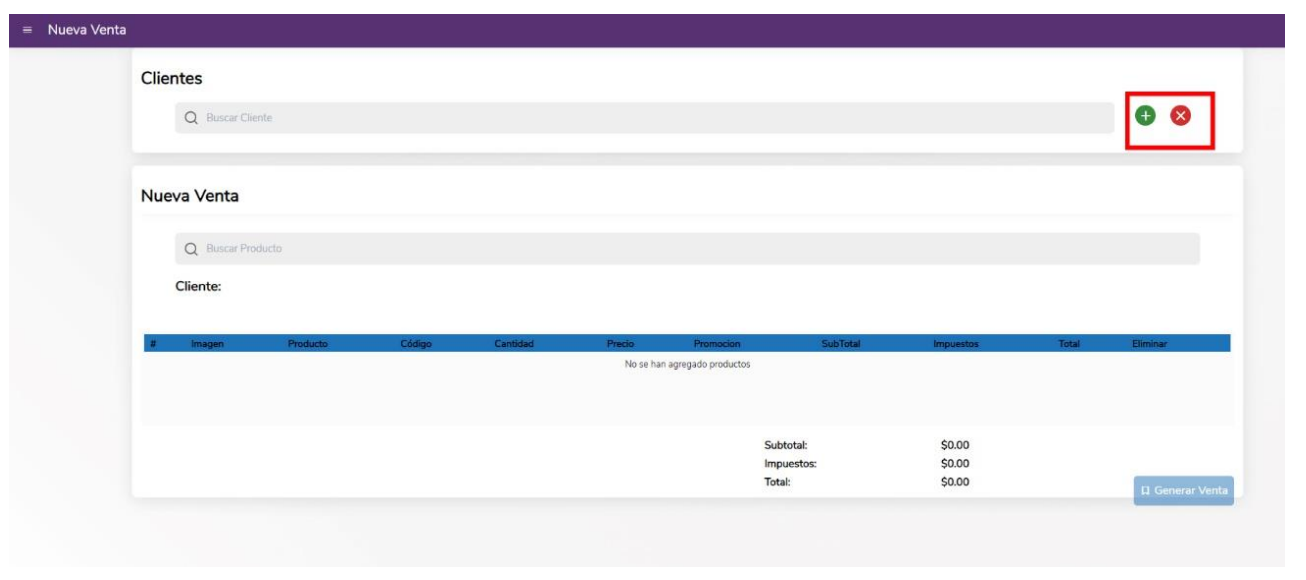 Nueva Venta
Clientes
Buscar Cliente
Nueva Venta
Buscar Producto
Cliente:
# Imagen Producto Código Cantidad Precio Promocion SubTotal Impuestos Total Eliminar
No se han agregado productos
Subtotal: $0.00
Impuestos: $0.00
Total: $0.00
Generar Venta